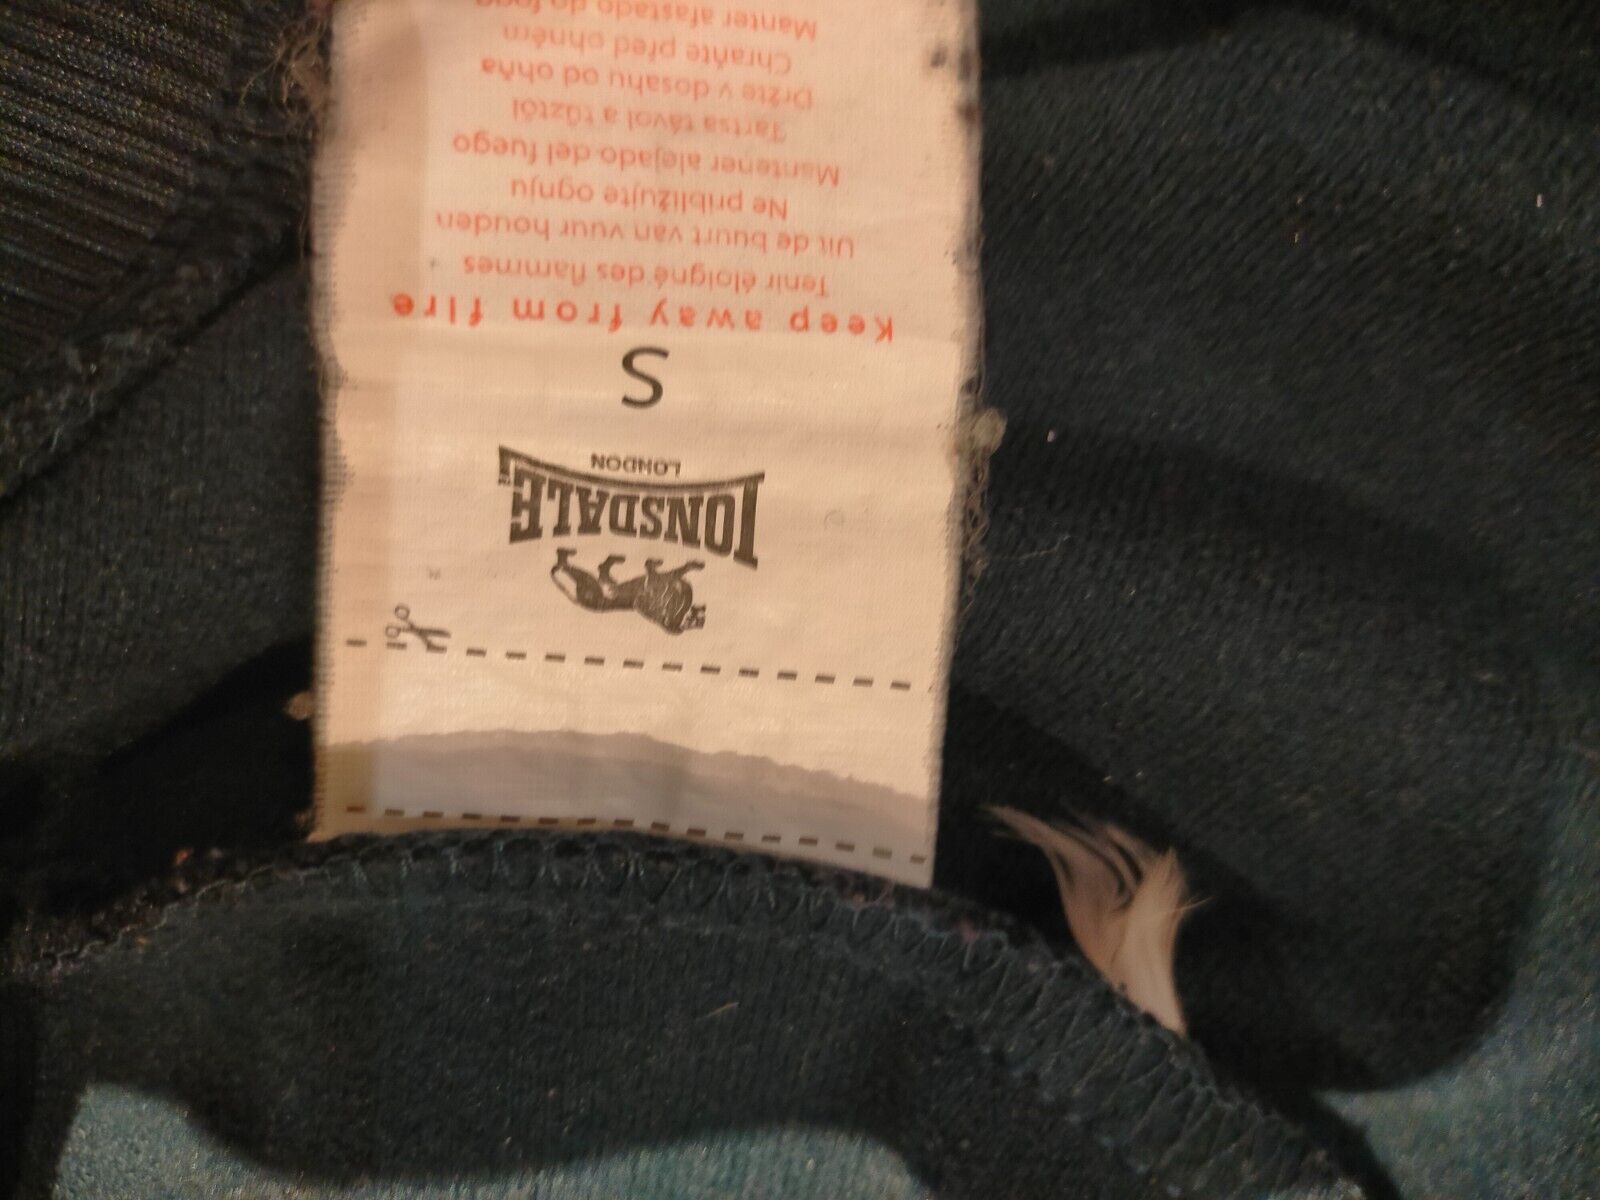 LONSDALE
LONDON
S
Keep away from fire
Tenir éloigné des flammes
Uit de buurt van vuur houden
Ne približujte ognju
Mantener alejado del fuego
Tartsa távol a tűztől
Držte v dosahu od ohňa
Chraňte před ohněm
Manter afastado do fogo